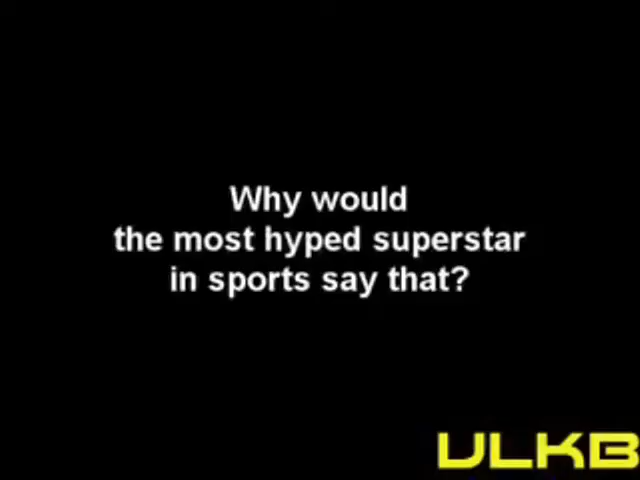 Why would
the most hyped superstar
in sports say that?
ULKB